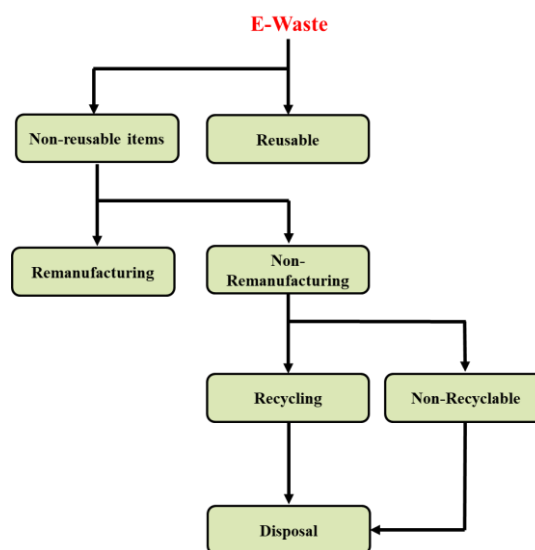 E-Waste
Non-reusable items
Reusable
Remanufacturing
Non-
Remanufacturing
Recycling
Non-Recyclable
Disposal